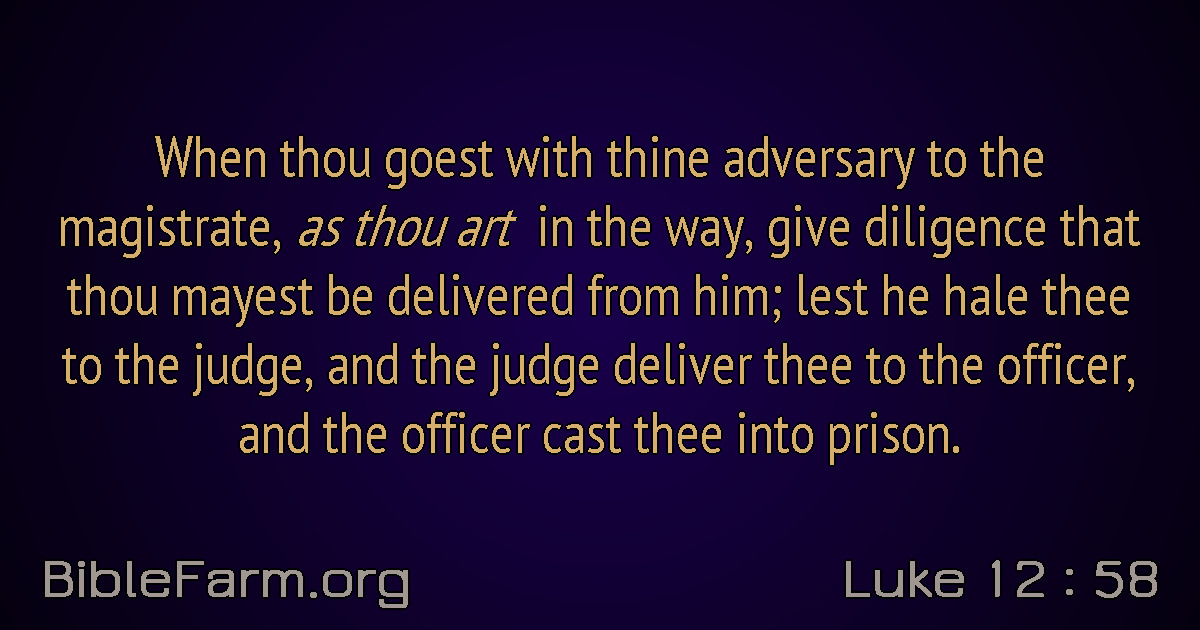 When thou goest with thine adversary to the
magistrate, as thou art in the way, give diligence that
thou mayest be delivered from him; lest he hale thee
to the judge, and the judge deliver thee to the officer,
and the officer cast thee into prison.
BibleFarm.org
Luke 12 : 58